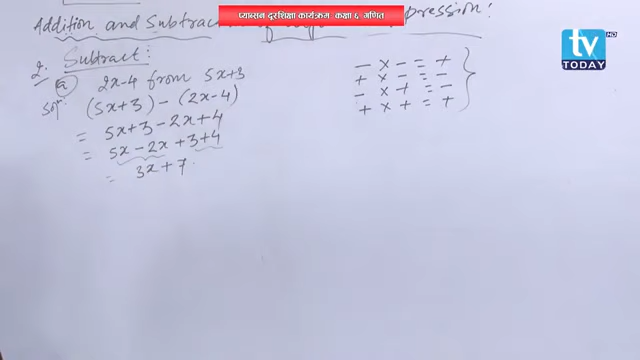 प्यान्सन दूरशिक्षा कार्यक्रम कक्षा ६ गणित
Addition and Subtrac of pression:
tv TODAY HD
2. Subtract:
(a) 2x-4 from 5x+3
Solⁿ: (5x+3) - (2x-4)
= 5x+3-2x+4
= 5x-2x+3+4
= 3x+7
- x - = +
+ x - = -
- x + = -
+ x + = +